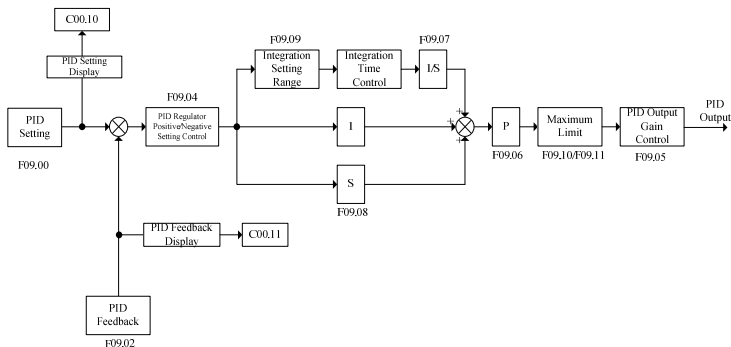 C00.10
PID Setting
Display
F09.04
F09.09
F09.07
Integration
Setting
Range
Integration
Time
Control
I/S
PID
Setting
F09.00
PID Regulator
Positive/Negative
Setting Control
1
S
F09.08
+
+
+
P
F09.06
Maximum
Limit
F09.10/F09.11
PID Output
Gain
Control
F09.05
PID
Output
PID Feedback
Display
C00.11
PID
Feedback
F09.02